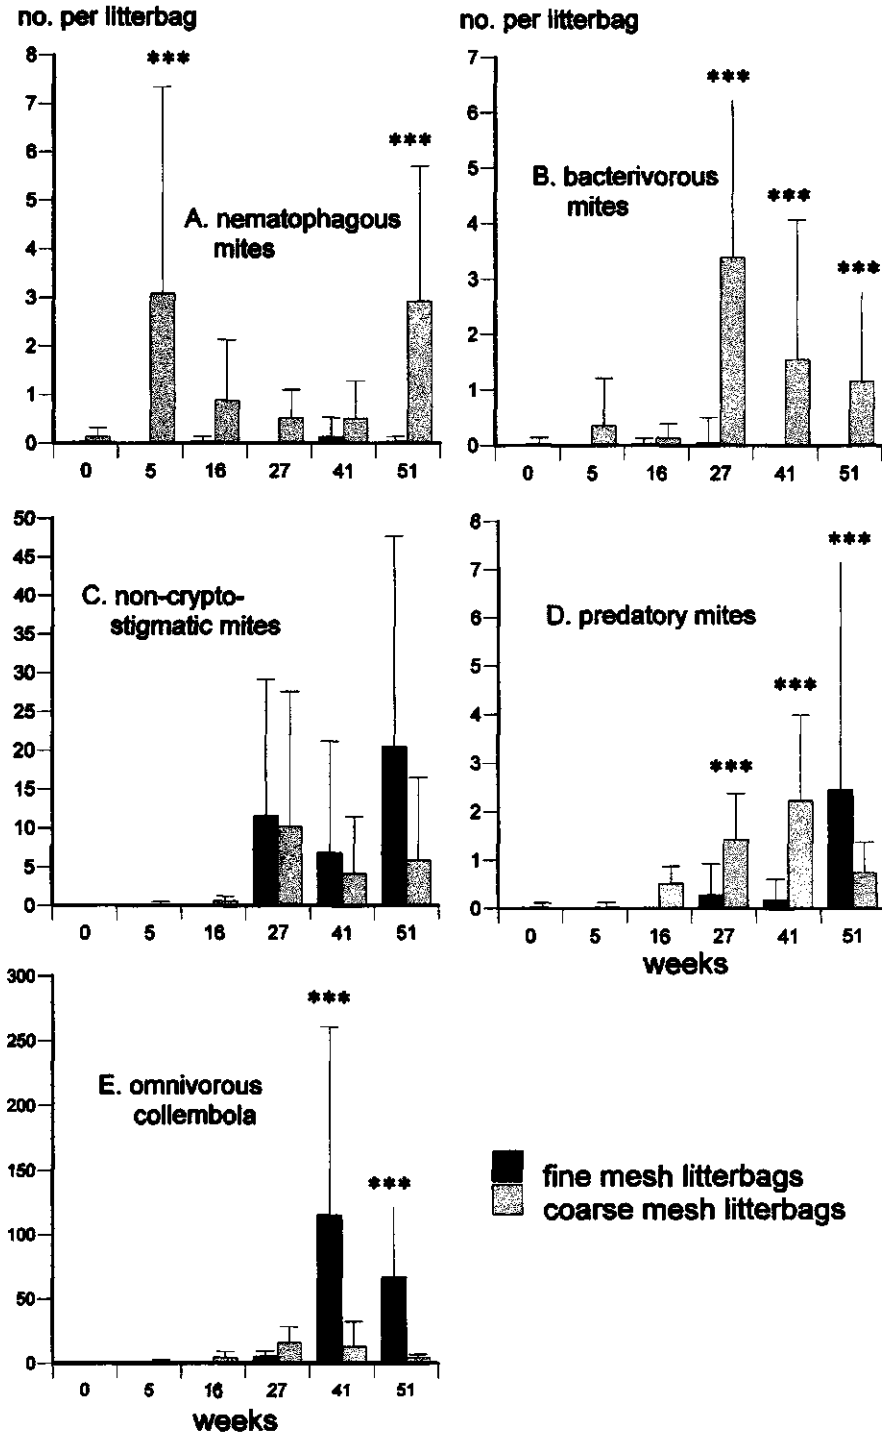 no. per litterbag
8
7
6
5
4
3
2
1
0
***
***
A. nematophagous
mites
0 5 16 27 41 51
no. per litterbag
7
6
5
4
3
2
1
0
***
***
***
B. bacterivorous
mites
0 5 16 27 41 51
50
45
40
35
30
25
20
15
10
5
0
C. non-crypto-
stigmatic mites
0 5 16 27 41 51
8
7
6
5
4
3
2
1
0
***
***
***
D. predatory mites
0 5 16 27 41 51
weeks
300
250
200
150
100
50
0
***
***
E. omnivorous
collembola
0 5 16 27 41 51
weeks
fine mesh litterbags
coarse mesh litterbags